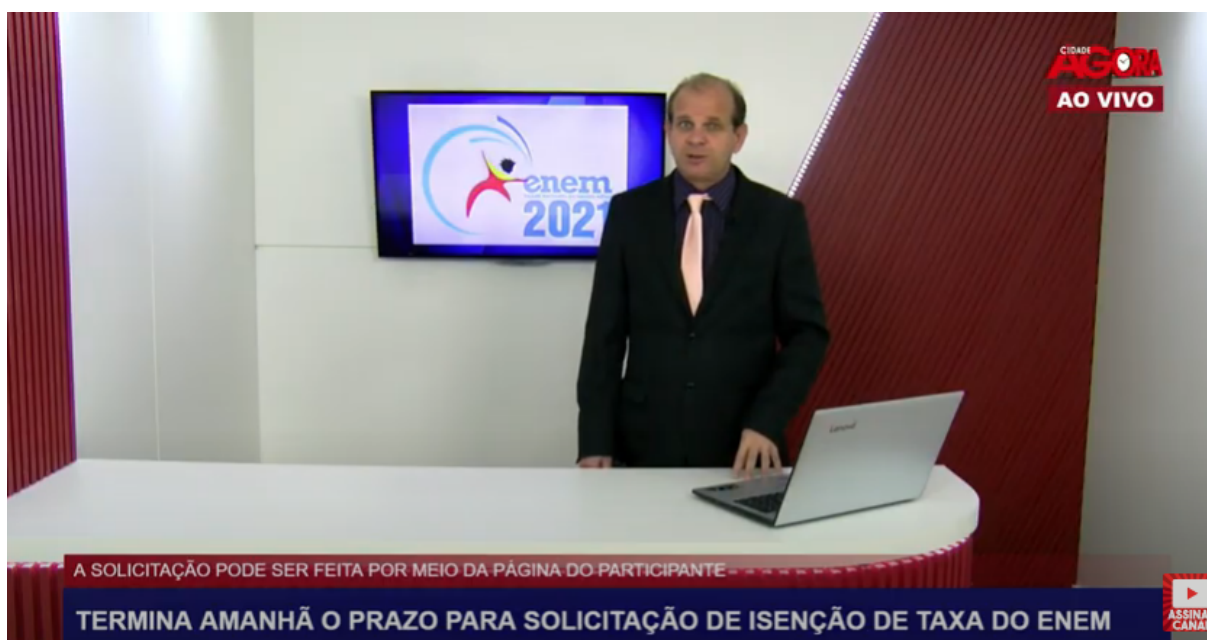 CIDADE
AGORA
AO VIVO
enem
2021
Lenovo
A SOLICITAÇÃO PODE SER FEITA POR MEIO DA PÁGINA DO PARTICIPANTE
TERMINA AMANHÃ O PRAZO PARA SOLICITAÇÃO DE ISENÇÃO DE TAXA DO ENEM